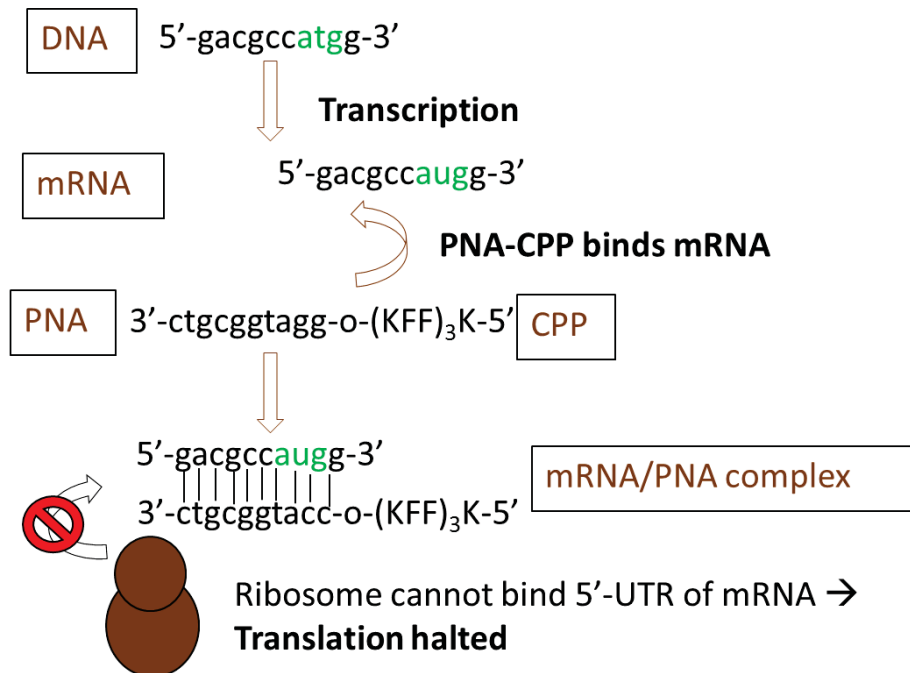 DNA 5’-gacgccatgg-3’
Transcription
mRNA 5’-gacgccaugg-3’
PNA-CPP binds mRNA
PNA 3’-ctgcggtagg-o-(KFF)₃K-5’ CPP
5’-gacgccaugg-3’
mRNA/PNA complex
3’-ctgcggtacc-o-(KFF)₃K-5’
Ribosome cannot bind 5’-UTR of mRNA →
Translation halted